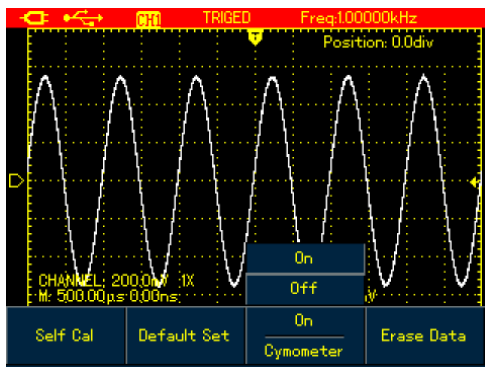 CH1 TRIGED Freq:1.00000kHz
T
Position: 0.0div
CHANNEL, 200.0mV 1X
M: 500.00µs 0.00ns
On
Off
Self Cal
Default Set
On
Cymometer
Erase Data